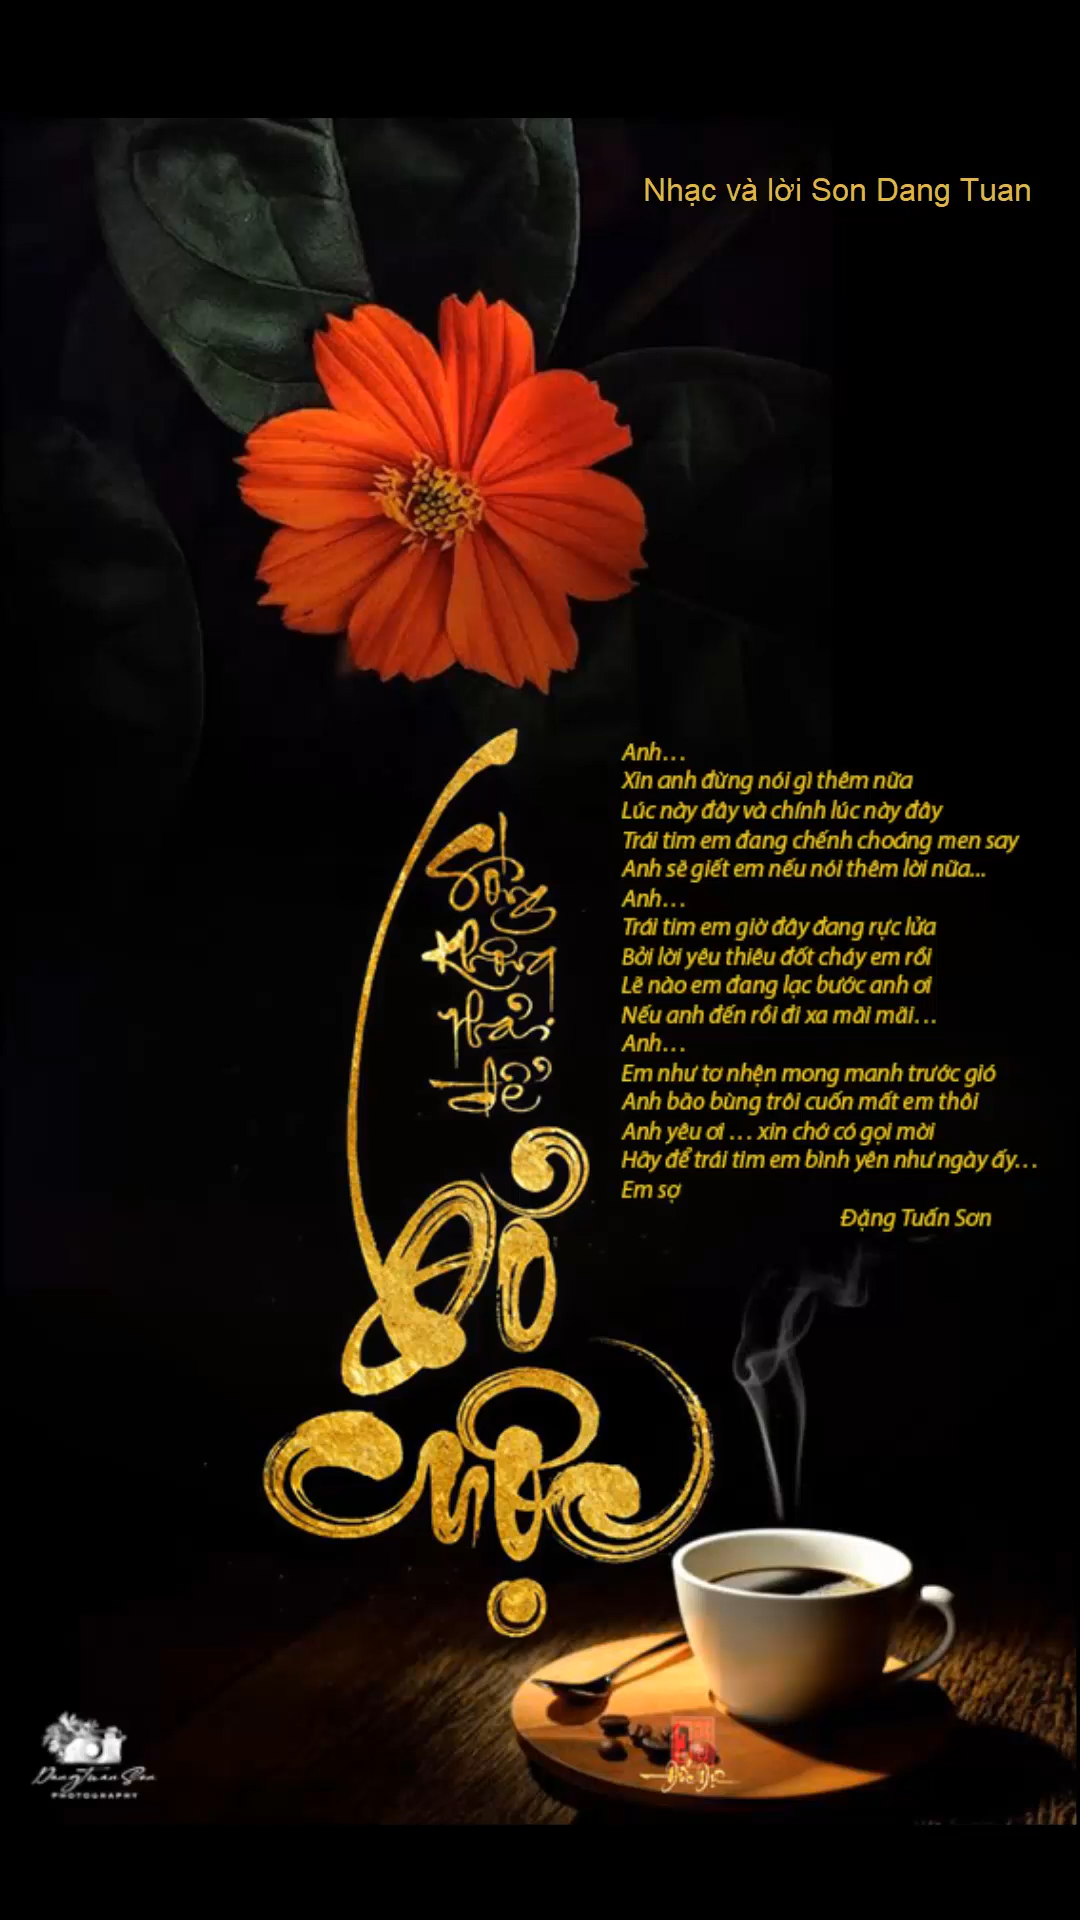 Nhạc và lời Son Dang Tuan
Anh...
Xin anh đừng nói gì thêm nữa
Lúc này đây và chính lúc này đây
Trái tim em đang chếnh choáng men say
Anh sẽ giết em nếu nói thêm lời nữa...
Anh...
Trái tim em giờ đây đang rực lửa
Bởi lời yêu thiêu đốt cháy em rồi
Lẽ nào em đang lạc bước anh ơi
Nếu anh đến rồi đi xa mãi mãi...
Anh...
Em như tơ nhện mong manh trước gió
Anh bão bùng trôi cuốn mất em thôi
Anh yêu ơi ... xin chớ có gọi mời
Hãy để trái tim em bình yên như ngày ấy...
Em sợ
Đặng Tuấn Sơn
Sống
không
phải
để
bỏ
cuộc
DangTuan Son
PHOTOGRAPHY